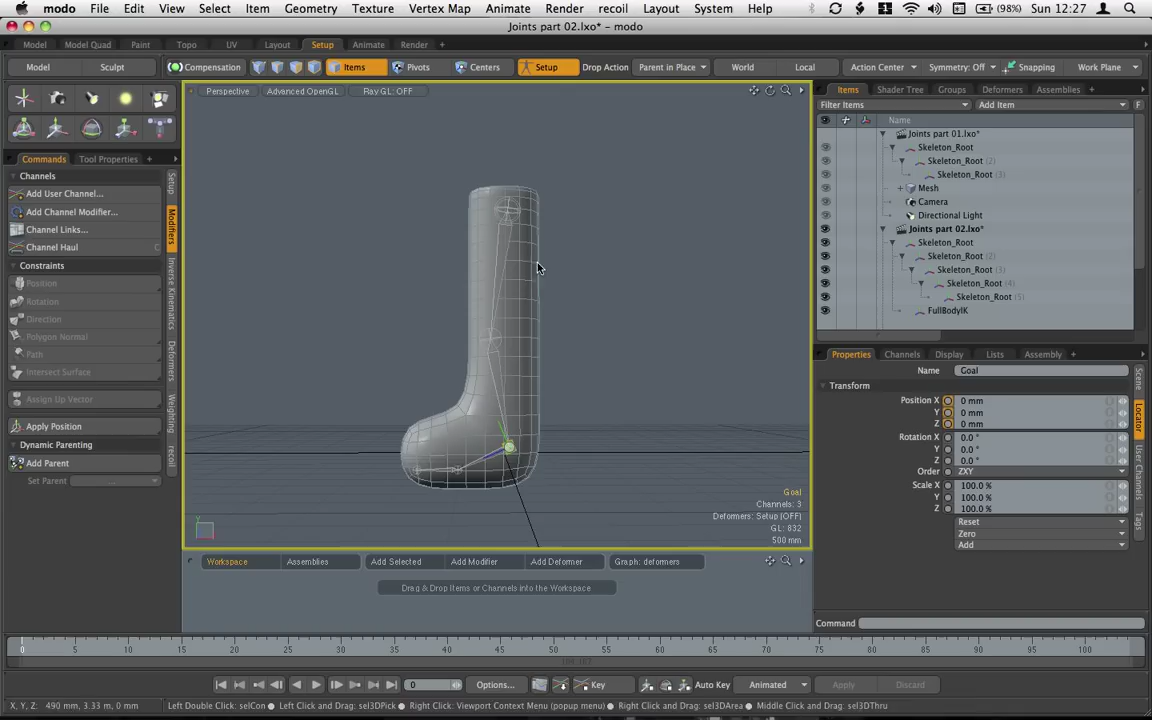 modo File Edit View Select Item Geometry Texture Vertex Map Animate Render Layout System Help (98%) Sun 12:27
Joints part 02.lxo* - modo
Model Model Quad Paint Topo UV Layout Setup Animate Render
Model Sculpt Compensation Items Pivots Centers Setup Drop Action Parent in Place World Local Action Center Symmetry: Off Snapping Work Plane
Perspective Advanced OpenGL Ray GL: OFF
Items Shader Tree Groups Deformers Assemblies
Filter Items Add Item F
Name
Joints part 01.lxo*
Skeleton_Root
Skeleton_Root (2)
Skeleton_Root (3)
Mesh
Camera
Directional Light
Joints part 02.lxo*
Skeleton_Root
Skeleton_Root (2)
Skeleton_Root (3)
Skeleton_Root (4)
Skeleton_Root (5)
FullBodyIK
Commands Tool Properties
Channels
Add User Channel...
Add Channel Modifier...
Channel Links...
Channel Haul C
Constraints
Position
Rotation
Direction
Polygon Normal
Path
Intersect Surface
Assign Up Vector
Apply Position
Dynamic Parenting
Add Parent
Set Parent ...
Setup
Modifiers
Inverse Kinematics
Deformers
Weighting
recoil
Goal
Channels: 3
Deformers: Setup (OFF)
GL: 832
500 mm
Properties Channels Display Lists Assembly
Name Goal
Transform
Position X 0 mm
Y 0 mm
Z 0 mm
Rotation X 0.0 °
Y 0.0 °
Z 0.0 °
Order ZXY
Scale X 100.0 %
Y 100.0 %
Z 100.0 %
Reset
Zero
Add
Scene
Locator
User Channels
Tags
Workspace Assemblies Add Selected Add Modifier Add Deformer Graph: deformers
Drag & Drop Items or Channels into the Workspace
Command
0 5 10 15 20 25 30 35 40 45 50 55 60 65 70 75 80 85 90 95 100
0 Options... Key Auto Key Animated Apply Discard
X, Y, Z: 490 mm, 3.33 m, 0 mm Left Double Click: selCon Left Click and Drag: sel3DPick Right Click: Viewport Context Menu (popup menu) Right Click and Drag: sel3DArea Middle Click and Drag: sel3DThru